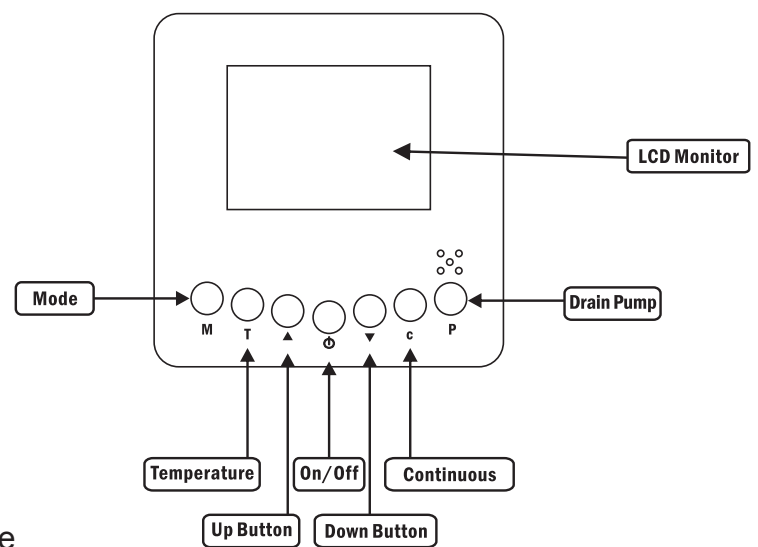 LCD Monitor
Mode
Drain Pump
M T ▲ ⏻ ▼ c P
Temperature
On/Off
Continuous
Up Button
Down Button
e